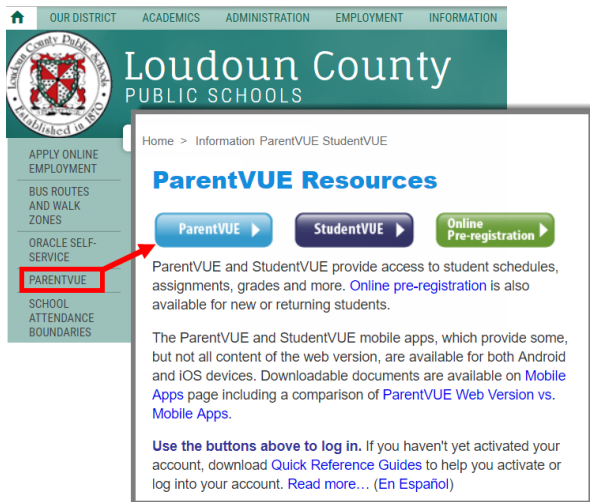 OUR DISTRICT ACADEMICS ADMINISTRATION EMPLOYMENT INFORMATION
Loudoun County Public Schools
Established in 1870
Loudoun County
PUBLIC SCHOOLS
APPLY ONLINE
EMPLOYMENT
BUS ROUTES
AND WALK
ZONES
ORACLE SELF-
SERVICE
PARENTVUE
SCHOOL
ATTENDANCE
BOUNDARIES
Home > Information ParentVUE StudentVUE
ParentVUE Resources
ParentVUE
StudentVUE
Online
Pre-registration
ParentVUE and StudentVUE provide access to student schedules,
assignments, grades and more. Online pre-registration is also
available for new or returning students.
The ParentVUE and StudentVUE mobile apps, which provide some,
but not all content of the web version, are available for both Android
and iOS devices. Downloadable documents are available on Mobile
Apps page including a comparison of ParentVUE Web Version vs.
Mobile Apps.
Use the buttons above to log in. If you haven't yet activated your
account, download Quick Reference Guides to help you activate or
log into your account. Read more… (En Español)